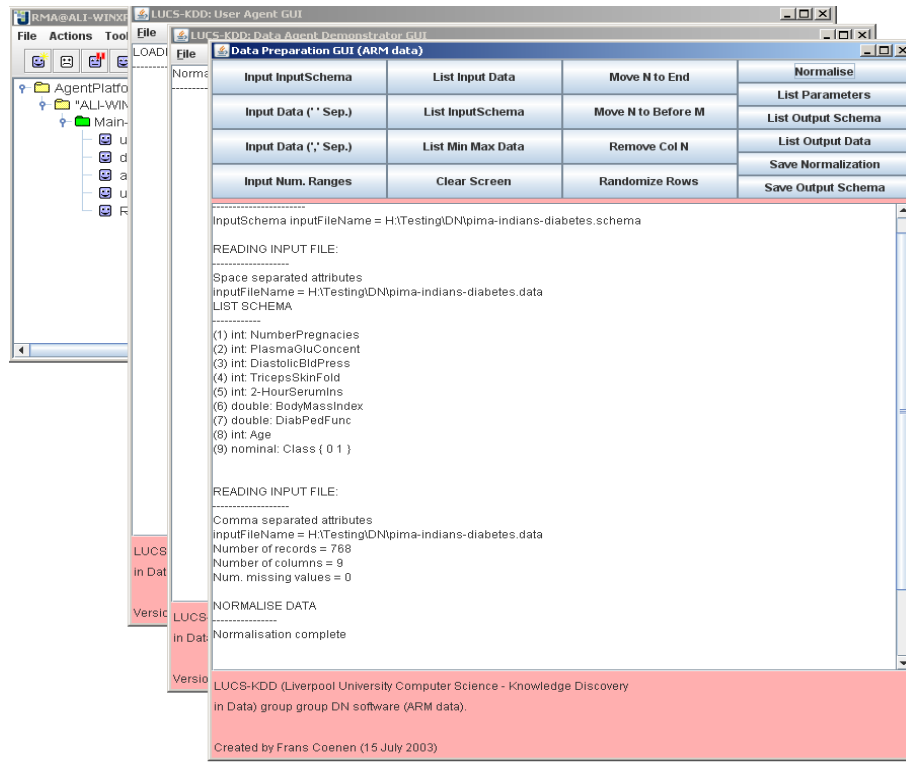 RMA@ALI-WINXP
File Actions Tool
AgentPlatfo
"ALI-WIN
Main-
u
d
a
u
R
LUCS-KDD: User Agent GUI
File
LOADI
LUCS
in Dat
Versio
LUCS-KDD: Data Agent Demonstrator GUI
File
Norma
LUCS-
in Data
Versio
Data Preparation GUI (ARM data)
Input InputSchema
List Input Data
Move N to End
Normalise
List Parameters
Input Data (' ' Sep.)
List InputSchema
Move N to Before M
List Output Schema
Input Data (',' Sep.)
List Min Max Data
Remove Col N
List Output Data
Save Normalization
Input Num. Ranges
Clear Screen
Randomize Rows
Save Output Schema
----------------------
InputSchema inputFileName = H:\Testing\DN\pima-indians-diabetes.schema
READING INPUT FILE:
-------------------
Space separated attributes
inputFileName = H:\Testing\DN\pima-indians-diabetes.data
LIST SCHEMA
------------
(1) int: NumberPregnacies
(2) int: PlasmaGluConcent
(3) int: DiastolicBldPress
(4) int: TricepsSkinFold
(5) int: 2-HourSerumIns
(6) double: BodyMassIndex
(7) double: DiabPedFunc
(8) int: Age
(9) nominal: Class { 0 1 }
READING INPUT FILE:
-------------------
Comma separated attributes
inputFileName = H:\Testing\DN\pima-indians-diabetes.data
Number of records = 768
Number of columns = 9
Num. missing values = 0
NORMALISE DATA
----------------
Normalisation complete
LUCS-KDD (Liverpool University Computer Science - Knowledge Discovery
in Data) group group DN software (ARM data).
Created by Frans Coenen (15 July 2003)